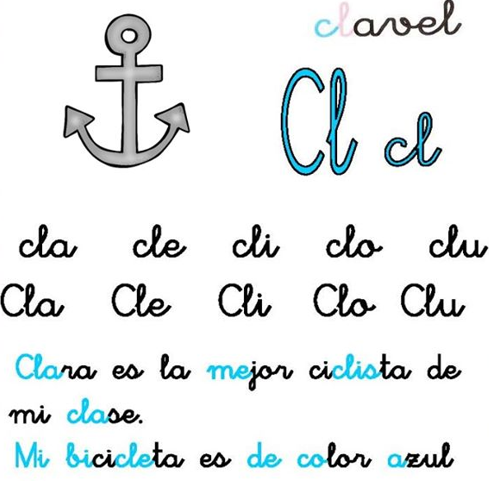 clavel
Cl cl
cla cle cli clo clu
Cla Cle Cli Clo Clu
Clara es la mejor ciclista de
mi clase.
Mi bicicleta es de color azul